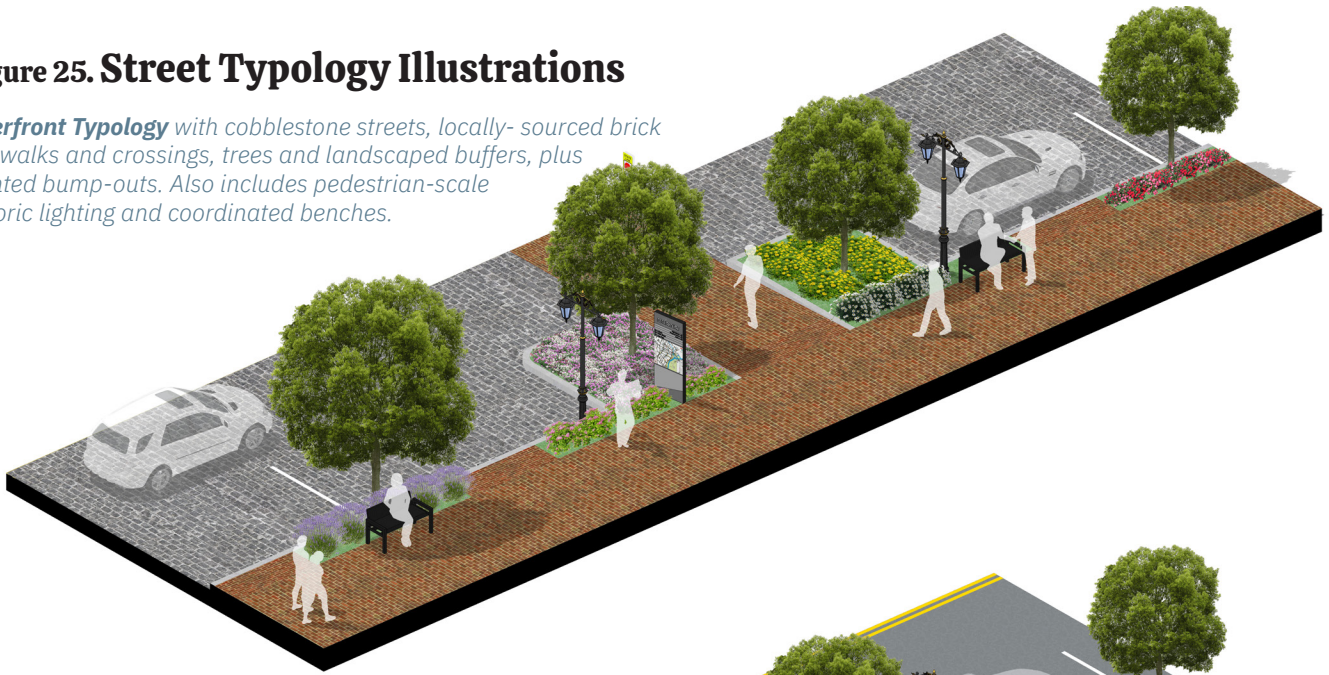 gure 25. Street Typology Illustrations
erfront Typology with cobblestone streets, locally- sourced brick
walks and crossings, trees and landscaped buffers, plus
nted bump-outs. Also includes pedestrian-scale
oric lighting and coordinated benches.